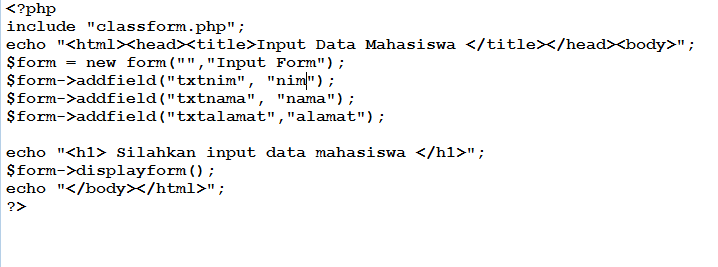 <?php
include "classform.php";
echo "<html><head><title>Input Data Mahasiswa </title></head><body>";
$form = new form("","Input Form");
$form->addfield("txtnim", "nim");
$form->addfield("txtnama", "nama");
$form->addfield("txtalamat","alamat");
echo "<h1> Silahkan input data mahasiswa </h1>";
$form->displayform();
echo "</body></html>";
?>